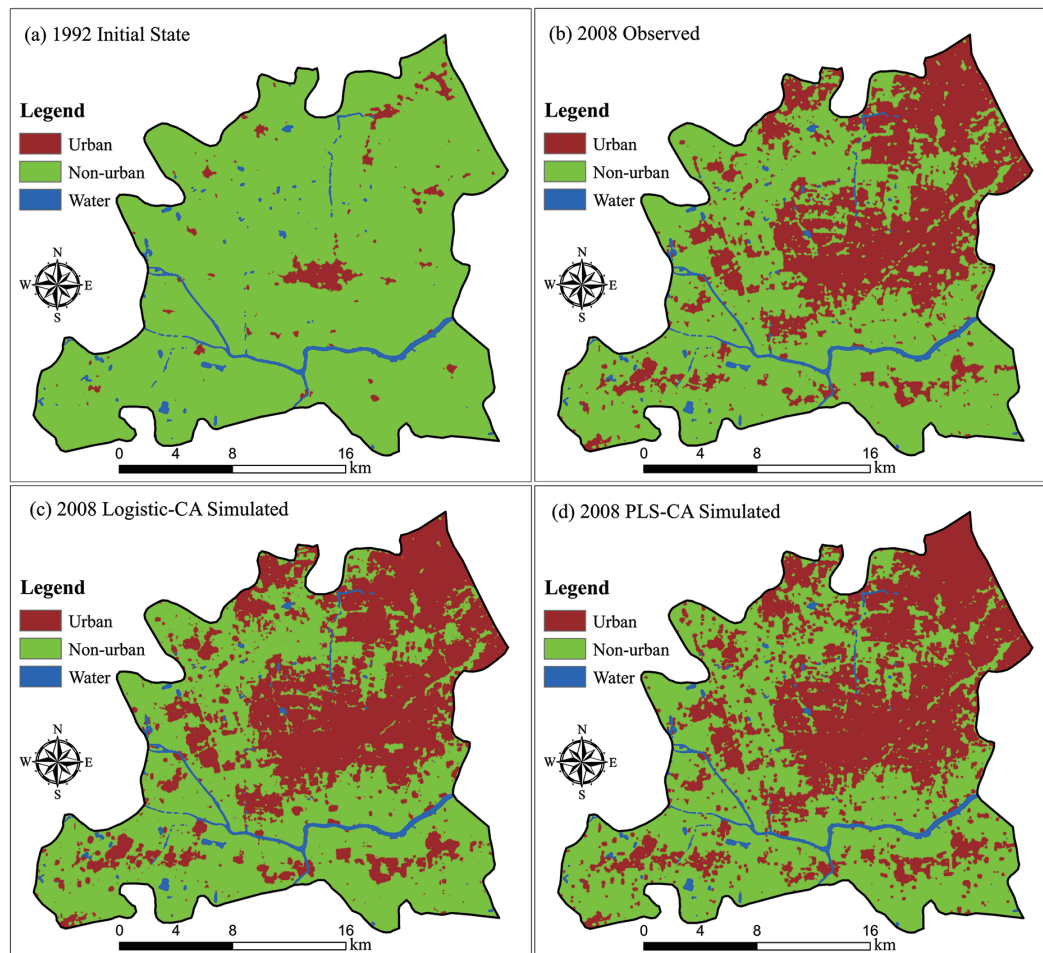 (a) 1992 Initial State
Legend
Urban
Non-urban
Water
N
W E
S
0 4 8 16
km
(b) 2008 Observed
Legend
Urban
Non-urban
Water
N
W E
S
0 4 8 16
km
(c) 2008 Logistic-CA Simulated
Legend
Urban
Non-urban
Water
N
W E
S
0 4 8 16
km
(d) 2008 PLS-CA Simulated
Legend
Urban
Non-urban
Water
N
W E
S
0 4 8 16
km